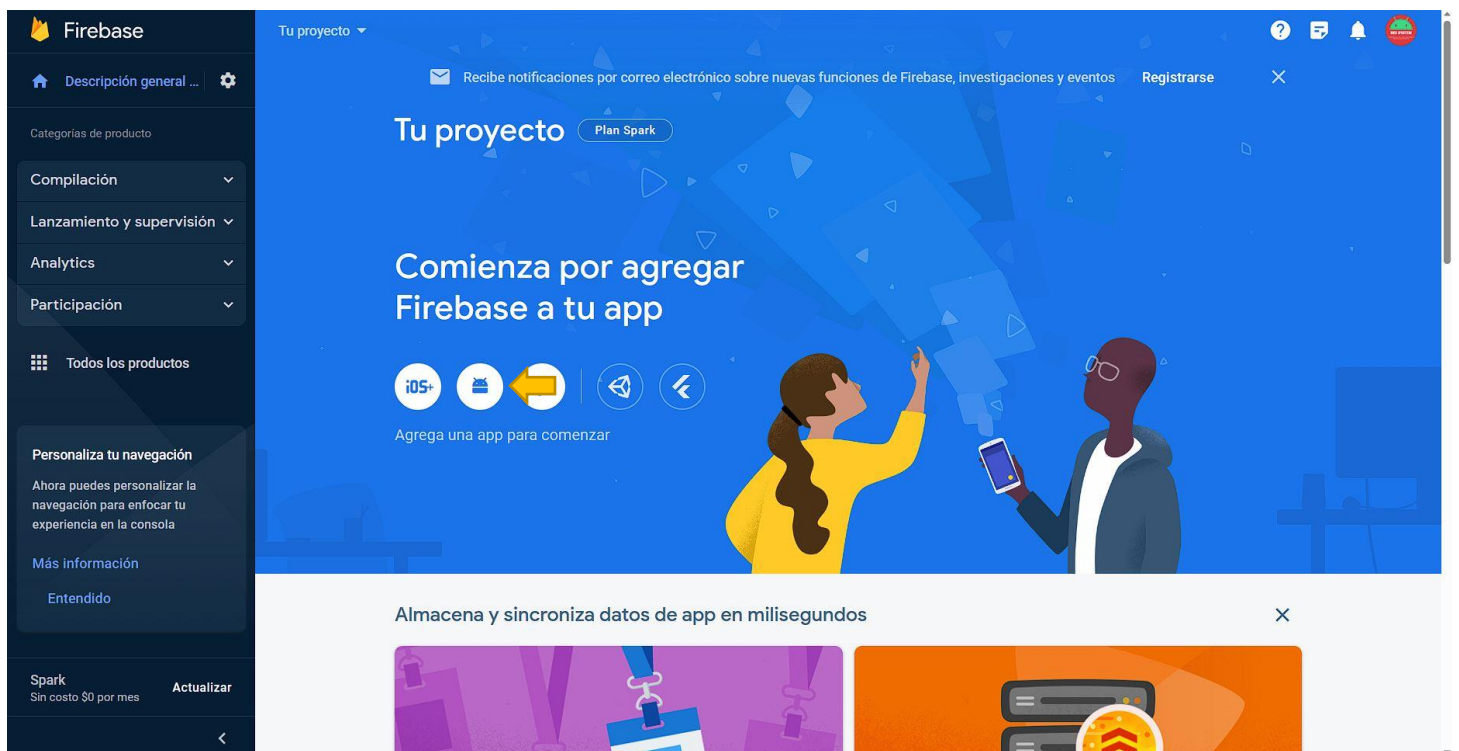 Firebase
Descripción general ...
Categorías de producto
Compilación
Lanzamiento y supervisión
Analytics
Participación
Todos los productos
Personaliza tu navegación
Ahora puedes personalizar la
navegación para enfocar tu
experiencia en la consola
Más información
Entendido
Spark
Sin costo $0 por mes
Actualizar
Tu proyecto
Recibe notificaciones por correo electrónico sobre nuevas funciones de Firebase, investigaciones y eventos
Registrarse
Tu proyecto
Plan Spark
Comienza por agregar
Firebase a tu app
iOS+
Agrega una app para comenzar
Almacena y sincroniza datos de app en milisegundos